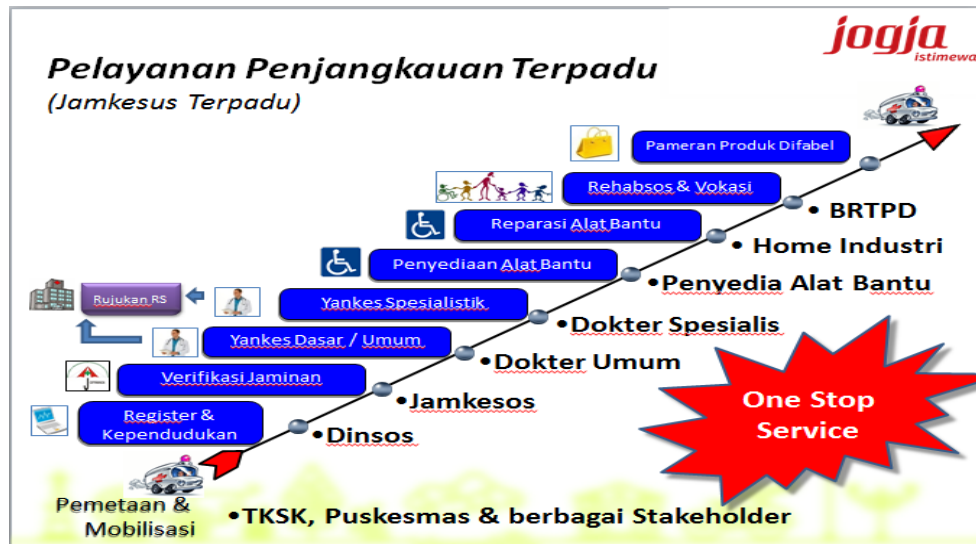 jogja
istimewa
Pelayanan Penjangkauan Terpadu
(Jamkesus Terpadu)
Pameran Produk Difabel
Rehabsos & Vokasi
• BRTPD
Reparasi Alat Bantu
• Home Industri
Penyediaan Alat Bantu
•Penyedia Alat Bantu
Rujukan RS
Yankes Spesialistik
•Dokter Spesialis
Yankes Dasar / Umum
•Dokter Umum
Verifikasi Jaminan
•Jamkesos
Register &
Kependudukan
•Dinsos
One Stop
Service
Pemetaan &
Mobilisasi
•TKSK, Puskesmas & berbagai Stakeholder